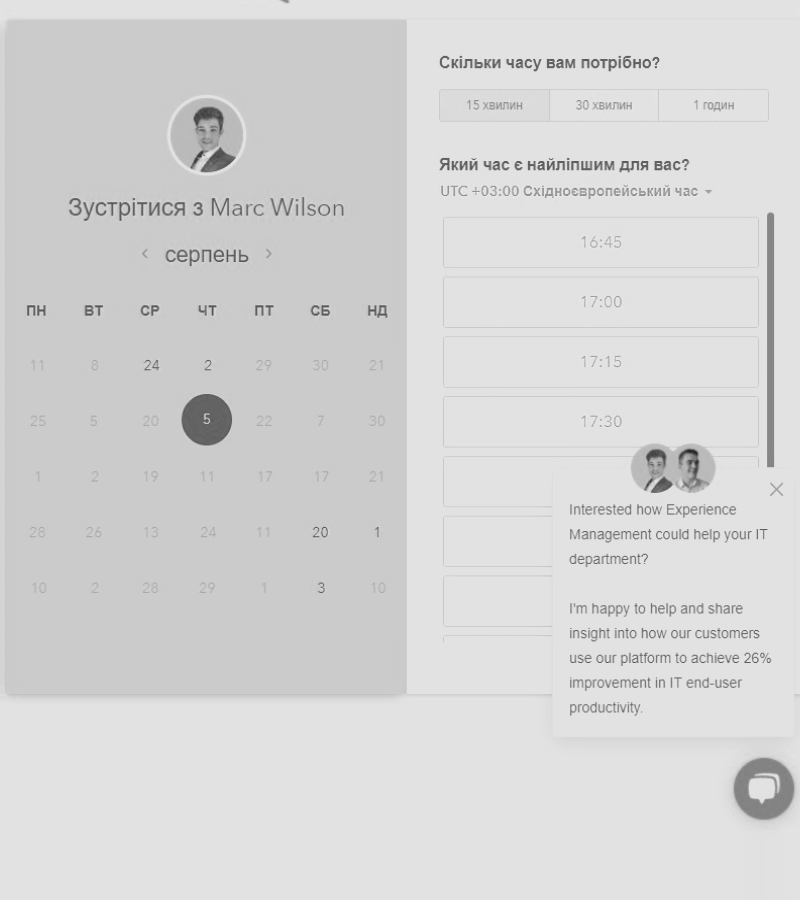 Зустрітися з Marc Wilson
серпень
ПН ВТ СР ЧТ ПТ СБ НД
11 8 24 2 29 30 21
25 5 20 5 22 7 30
1 2 19 11 17 17 21
28 26 13 24 11 20 1
10 2 28 29 1 3 10
Скільки часу вам потрібно?
15 хвилин 30 хвилин 1 годин
Який час є найліпшим для вас?
UTC +03:00 Східноєвропейський час
16:45
17:00
17:15
17:30
Interested how Experience
Management could help your IT
department?
I'm happy to help and share
insight into how our customers
use our platform to achieve 26%
improvement in IT end-user
productivity.